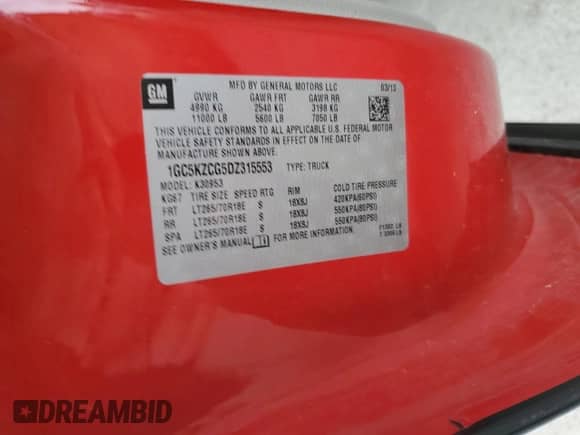 GM
MFD BY GENERAL MOTORS LLC 03/13
GVWR GAWR FRT GAWR RR
4990 KG 2540 KG 3198 KG
11000 LB 5600 LB 7050 LB
THIS VEHICLE CONFORMS TO ALL APPLICABLE U.S. FEDERAL MOTOR
VEHICLE SAFETY STANDARDS IN EFFECT ON THE DATE OF
MANUFACTURE SHOWN ABOVE.
1GC5KZCG5DZ315553 TYPE: TRUCK
MODEL: K30953
KG87 TIRE SIZE SPEED RTG RIM COLD TIRE PRESSURE
FRT LT265/70R18E S 18X8J 420KPA(60PSI)
RR LT265/70R18E S 18X8J 550KPA(80PSI)
SPA LT265/70R18E S 18X8J 550KPA(80PSI)
SEE OWNER'S MANUAL FOR MORE INFORMATION.
DREAMBID